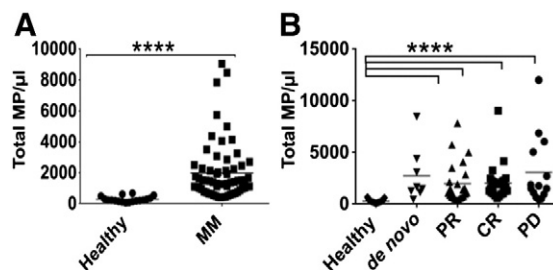 A
****
Total MP/µl
10000
8000
6000
4000
2000
0
Healthy
MM
B
****
Total MP/µl
15000
10000
5000
0
Healthy
de novo
PR
CR
PD